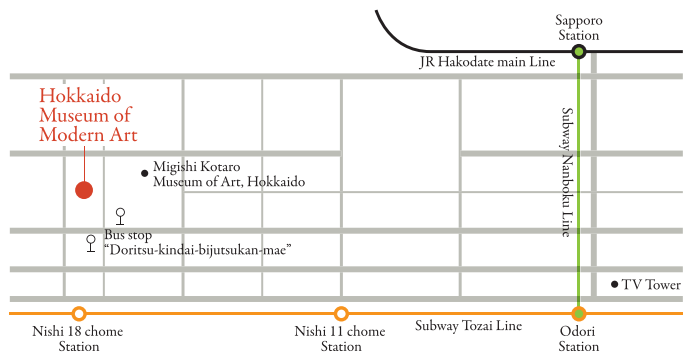 Sapporo
Station
JR Hakodate main Line
Hokkaido
Museum of
Modern Art
Subway Nanboku Line
Migishi Kotaro
Museum of Art, Hokkaido
Bus stop
“Doritsu-kindai-bijutsukan-mae”
TV Tower
Nishi 18 chome
Station
Nishi 11 chome
Station
Subway Tozai Line
Odori
Station